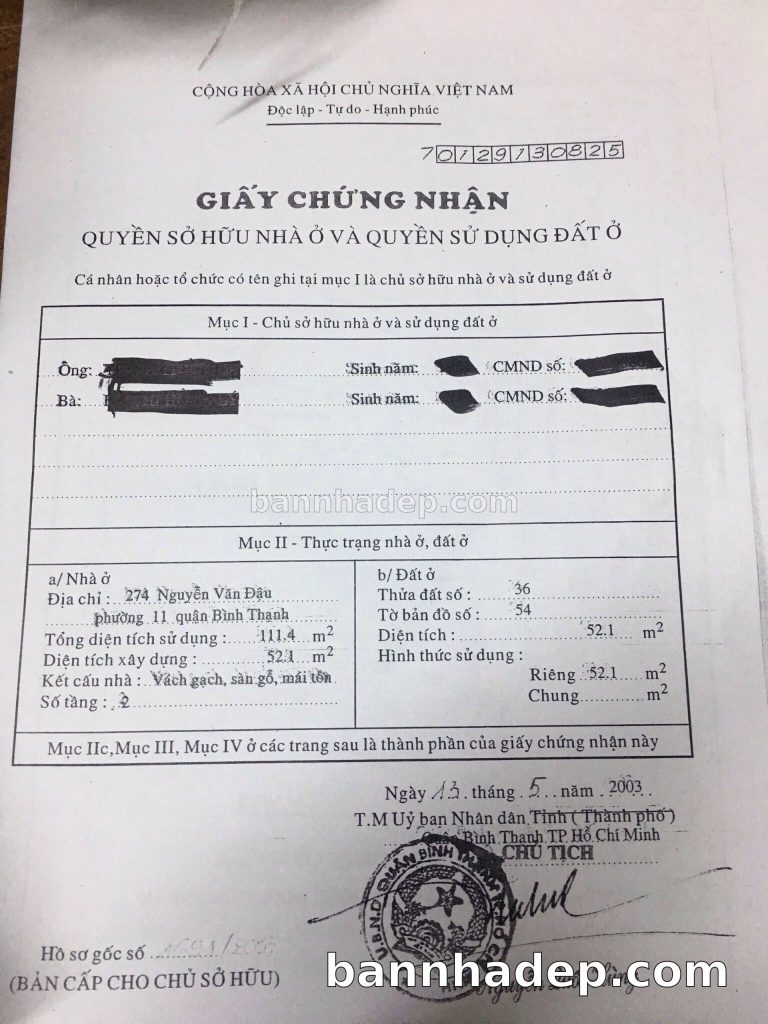 CỘNG HÒA XÃ HỘI CHỦ NGHĨA VIỆT NAM
Độc lập - Tự do - Hạnh phúc
70129130825
GIẤY CHỨNG NHẬN
QUYỀN SỞ HỮU NHÀ Ở VÀ QUYỀN SỬ DỤNG ĐẤT Ở
Cá nhân hoặc tổ chức có tên ghi tại mục I là chủ sở hữu nhà ở và sử dụng đất ở
Mục I - Chủ sở hữu nhà ở và sử dụng đất ở
Ông: Sinh năm: CMND số:
Bà: Sinh năm: CMND số:
bannhadep.com
Mục II - Thực trạng nhà ở, đất ở
a/ Nhà ở
Địa chỉ : 274 Nguyễn Văn Đậu
phường 11 quận Bình Thạnh
Tổng diện tích sử dụng : 111.4 m2
Diện tích xây dựng : 52.1 m2
Kết cấu nhà : Vách gạch, sàn gỗ, mái tôn
Số tầng : 2
b/ Đất ở
Thửa đất số : 36
Tờ bản đồ số : 54
Diện tích : 52.1 m2
Hình thức sử dụng :
Riêng 52.1 m2
Chung m2
Mục IIc,Mục III, Mục IV ở các trang sau là thành phần của giấy chứng nhận này
Ngày 13 tháng 5 năm 2003
T.M Uỷ ban Nhân dân Tỉnh ( Thành phố )
Quận Bình Thạnh TP Hồ Chí Minh
CHỦ TỊCH
U.B.N.D QUẬN BÌNH THẠNH
Hồ sơ gốc số
(BẢN CẤP CHO CHỦ SỞ HỮU)
bannhadep.com
Nguyễn